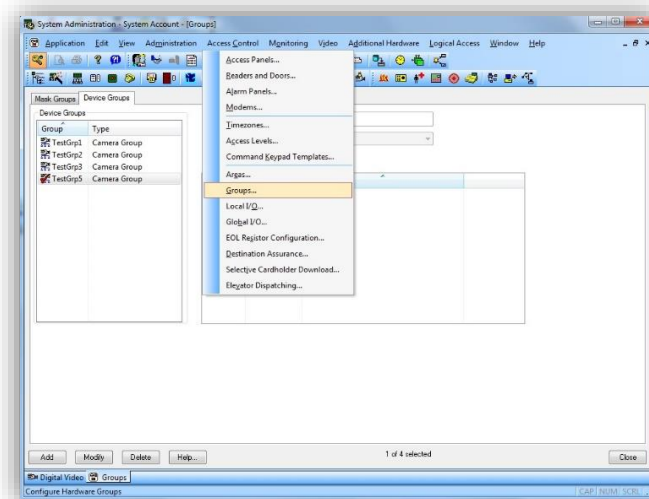 System Administration - System Account - [Groups]
Application Edit View Administration Access Control Monitoring Video Additional Hardware Logical Access Window Help
Mask Groups Device Groups
Device Groups
Group Type
TestGrp1 Camera Group
TestGrp2 Camera Group
TestGrp3 Camera Group
TestGrp5 Camera Group
Access Panels...
Readers and Doors...
Alarm Panels...
Modems...
Timezones...
Access Levels...
Command Keypad Templates...
Areas...
Groups...
Local I/O...
Global I/O...
EOL Resistor Configuration...
Destination Assurance...
Selective Cardholder Download...
Elevator Dispatching...
Add Modify Delete Help... 1 of 4 selected Close
Digital Video Groups
Configure Hardware Groups CAP NUM SCRL